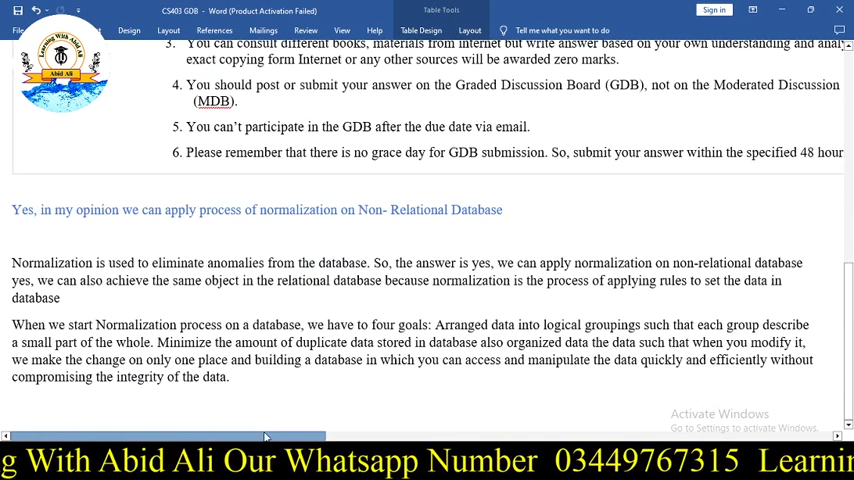 CS403 GDB - Word (Product Activation Failed)
Table Tools
Sign in
Design Layout References Mailings Review View Help Table Design Layout Tell me what you want to do
Learning With Abid Ali
Abid Ali
3. You can consult different books, materials from internet but write answer based on your own understanding and
exact copying form Internet or any other sources will be awarded zero marks.
4. You should post or submit your answer on the Graded Discussion Board (GDB), not on the Moderated Discussion
(MDB).
5. You can’t participate in the GDB after the due date via email.
6. Please remember that there is no grace day for GDB submission. So, submit your answer within the specified 48 hour
Yes, in my opinion we can apply process of normalization on Non- Relational Database
Normalization is used to eliminate anomalies from the database. So, the answer is yes, we can apply normalization on non-relational database
yes, we can also achieve the same object in the relational database because normalization is the process of applying rules to set the data in
database
When we start Normalization process on a database, we have to four goals: Arranged data into logical groupings such that each group describe
a small part of the whole. Minimize the amount of duplicate data stored in database also organized data the data such that when you modify it,
we make the change on only one place and building a database in which you can access and manipulate the data quickly and efficiently without
compromising the integrity of the data.
Activate Windows
Go to Settings to activate Windows.
g With Abid Ali Our Whatsapp Number 03449767315 Learnin